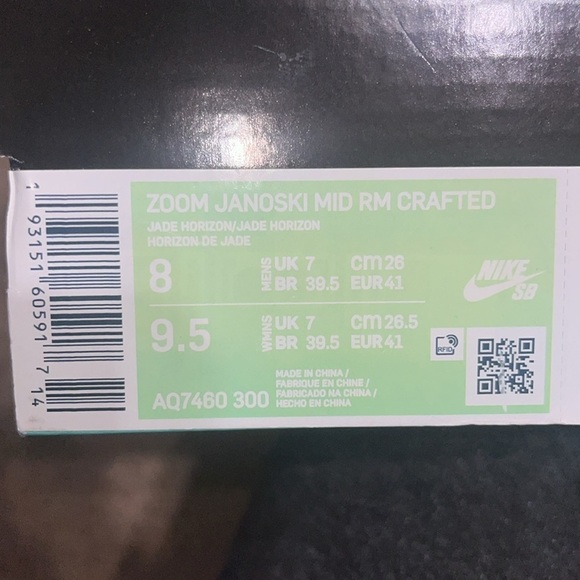 ZOOM JANOSKI MID RM CRAFTED
JADE HORIZON/JADE HORIZON
HORIZON DE JADE
8 MENS UK 7 cm 26
BR 39.5 EUR 41
9.5 WMNS UK 7 cm 26.5
BR 39.5 EUR 41
NIKE
SB
RFID
AQ7460 300
MADE IN CHINA /
FABRIQUE EN CHINE /
FABRICADO NA CHINA /
HECHO EN CHINA
1 93151 60591 7 14